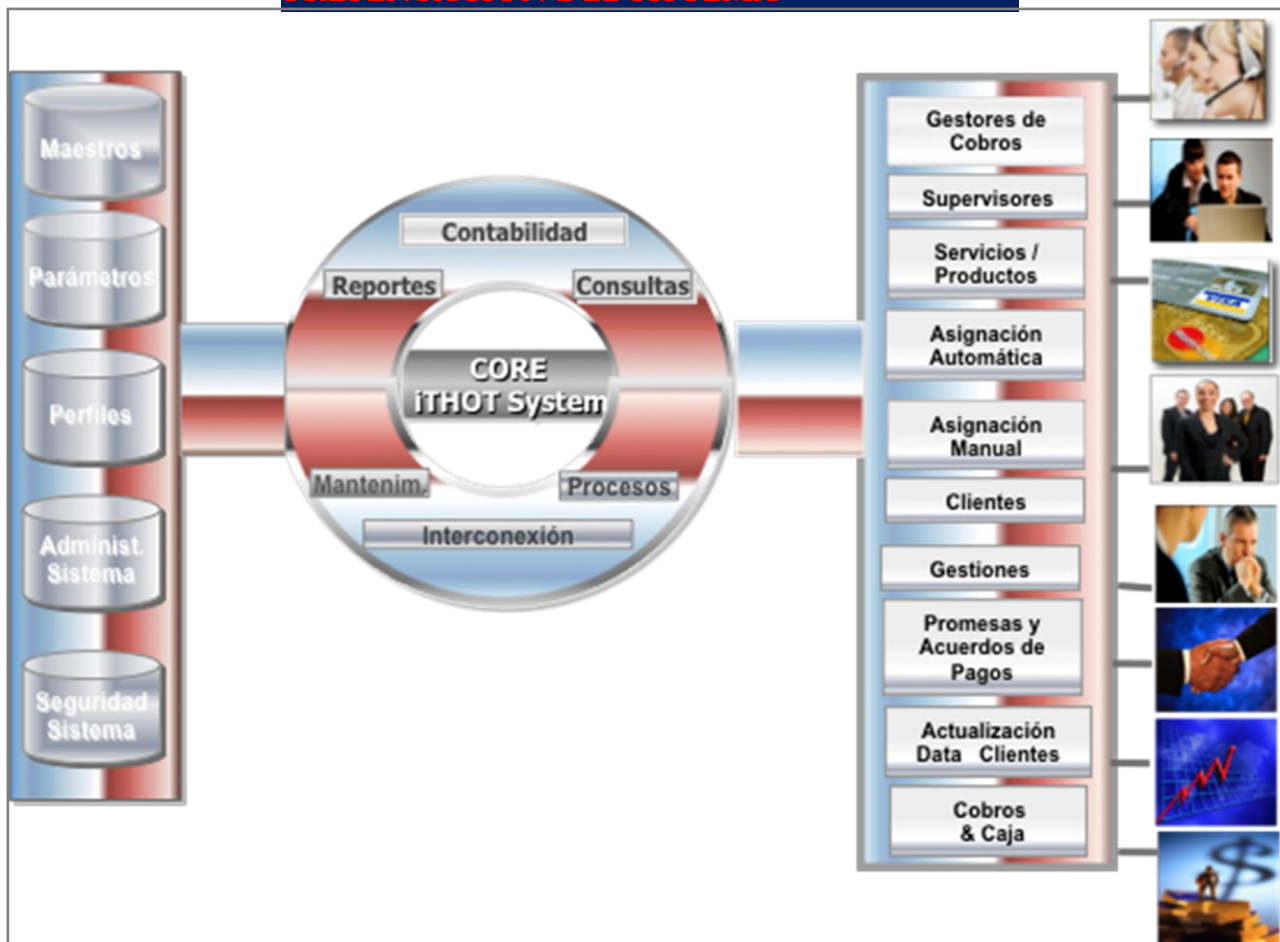 Maestros
Parámetros
Perfiles
Administ.
Sistema
Seguridad
Sistema
Contabilidad
Reportes
Consultas
CORE
iTHOT System
Mantenim.
Procesos
Interconexión
Gestores de
Cobros
Supervisores
Servicios /
Productos
Asignación
Automática
Asignación
Manual
Clientes
Gestiones
Promesas y
Acuerdos de
Pagos
Actualización
Data Clientes
Cobros
& Caja
VISA